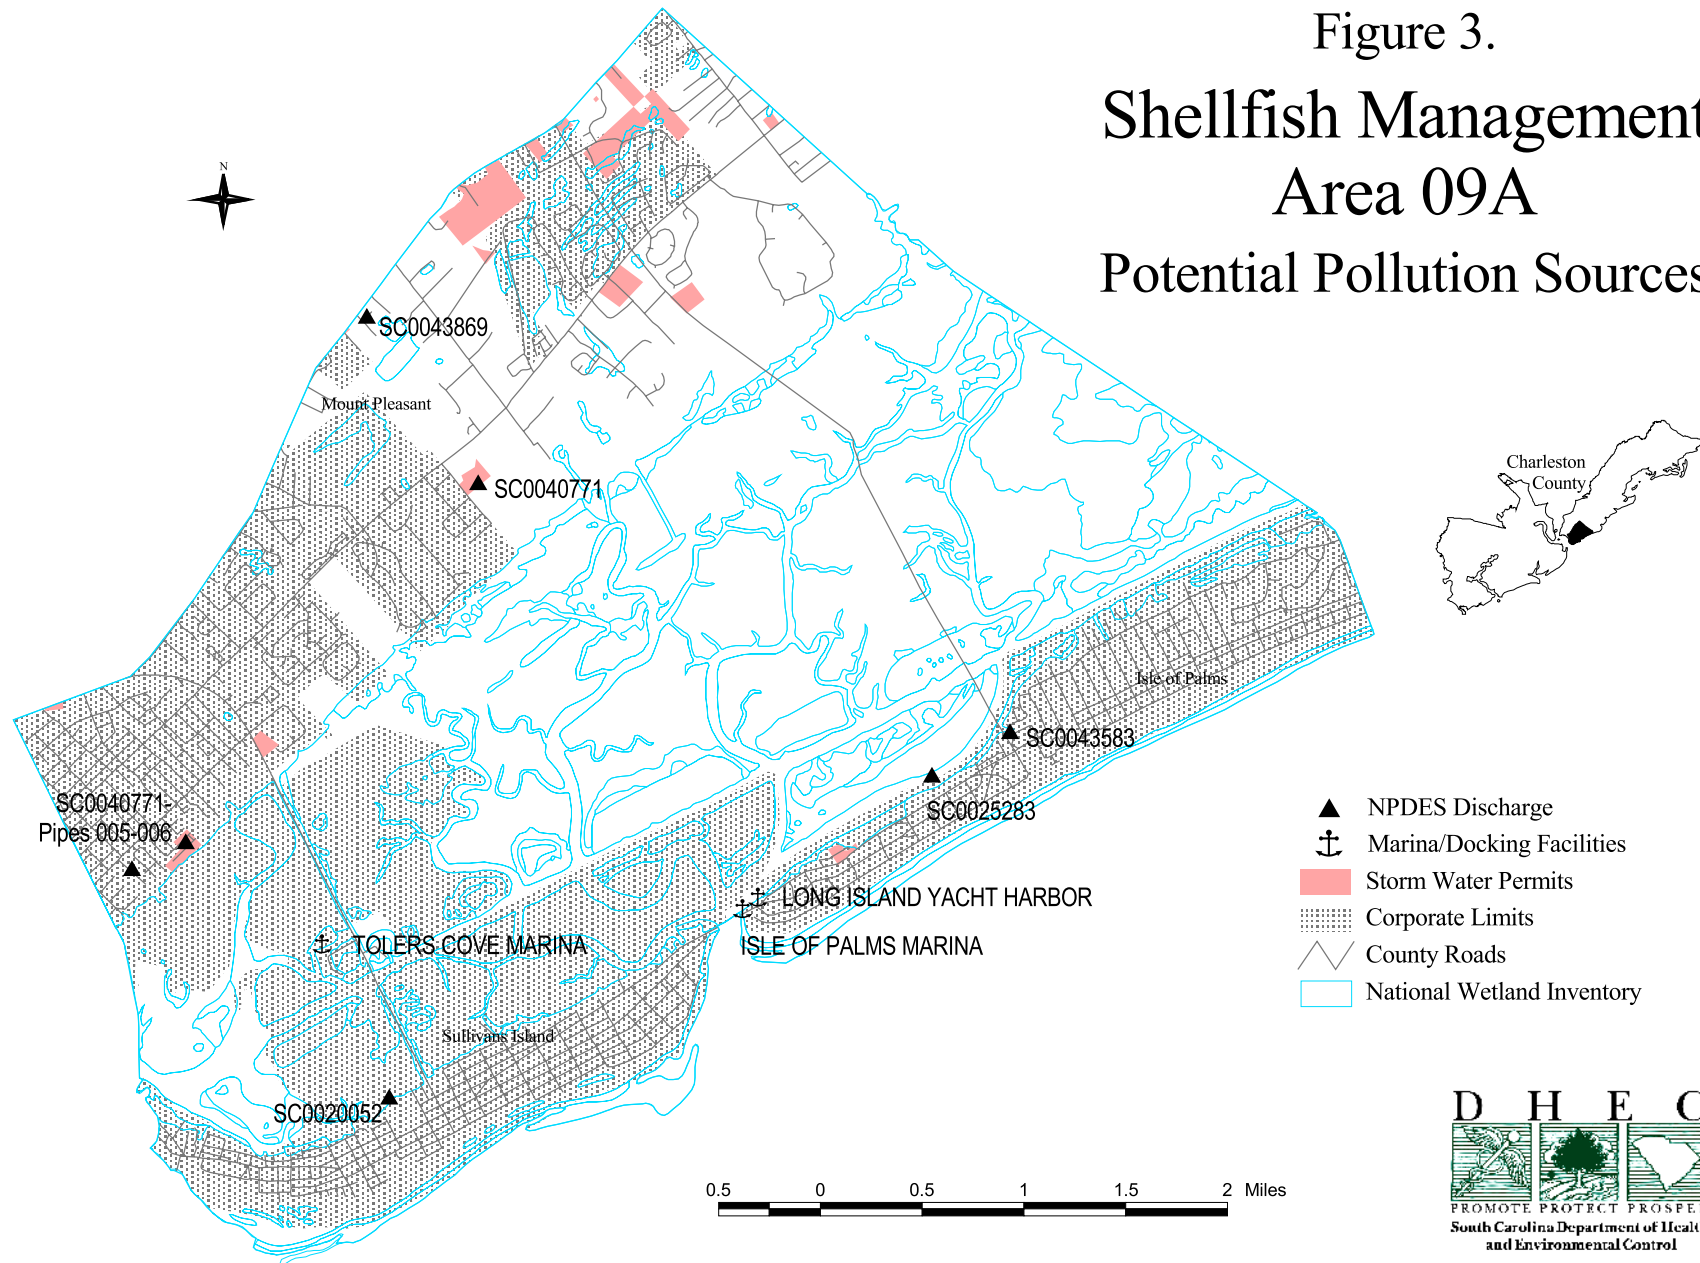 Figure 3.
Shellfish Management
Area 09A
Potential Pollution Sources
N
SC0043869
Mount Pleasant
SC0040771
Charleston
County
Isle of Palms
SC0043583
SC0025283
SC0040771-
Pipes 005-006
LONG ISLAND YACHT HARBOR
TOLERS COVE MARINA
ISLE OF PALMS MARINA
Sullivans Island
SC0020052
NPDES Discharge
Marina/Docking Facilities
Storm Water Permits
Corporate Limits
County Roads
National Wetland Inventory
0.5 0 0.5 1 1.5 2 Miles
D H E C
PROMOTE PROTECT PROSPE
South Carolina Department of Healt
and Environmental Control